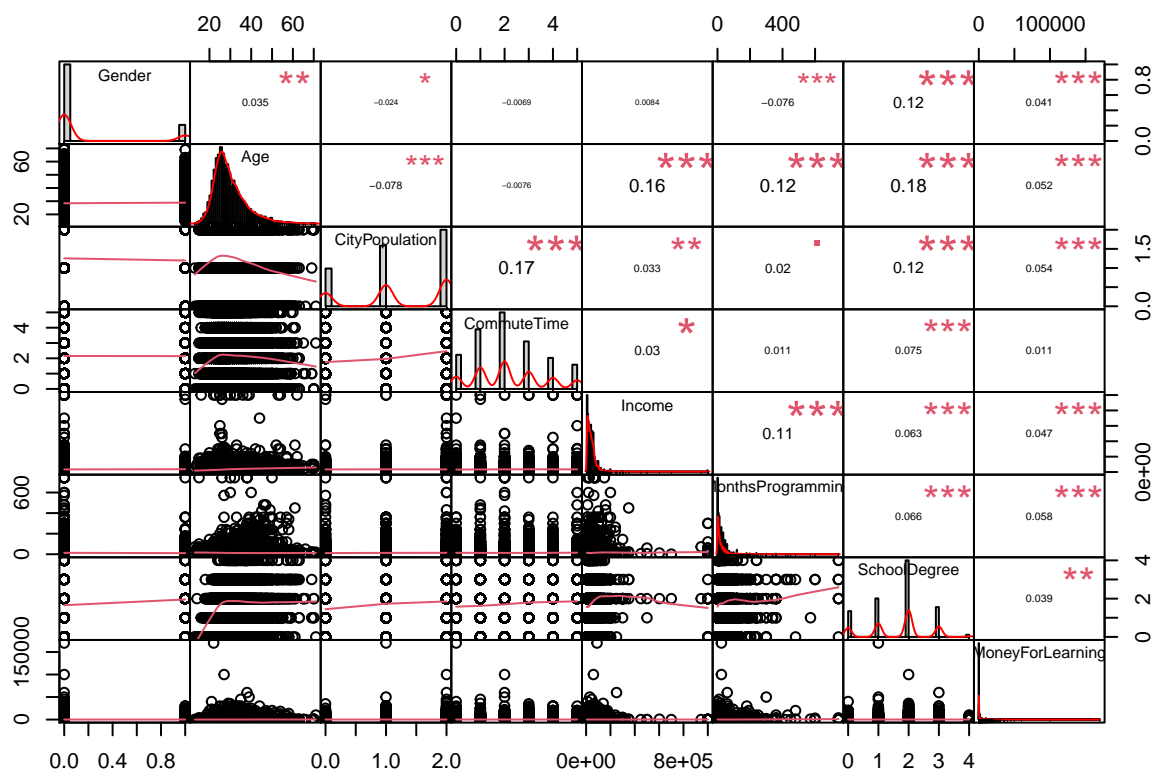 20 40 60 0 2 4 0 400 0 100000
Gender ** * *** *** ***
0.035 −0.024 −0.0069 0.0084 −0.076 0.12 0.041
0.0 0.8
20 60
Age *** *** *** *** ***
−0.078 −0.0076 0.16 0.12 0.18 0.052
CityPopulation *** ** *** ***
0.17 0.033 0.02 0.12 0.054
0.0 1.5
0 2 4
CommuteTime * ***
0.03 0.011 0.075 0.011
Income *** *** ***
0.11 0.063 0.047
0e+00
0 600
onthsProgrammin *** ***
0.066 0.058
SchoolDegree **
0.039
0 2 4
0 150000
MoneyForLearning
0.0 0.4 0.8 0.0 1.0 2.0 0e+00 8e+05 0 1 2 3 4